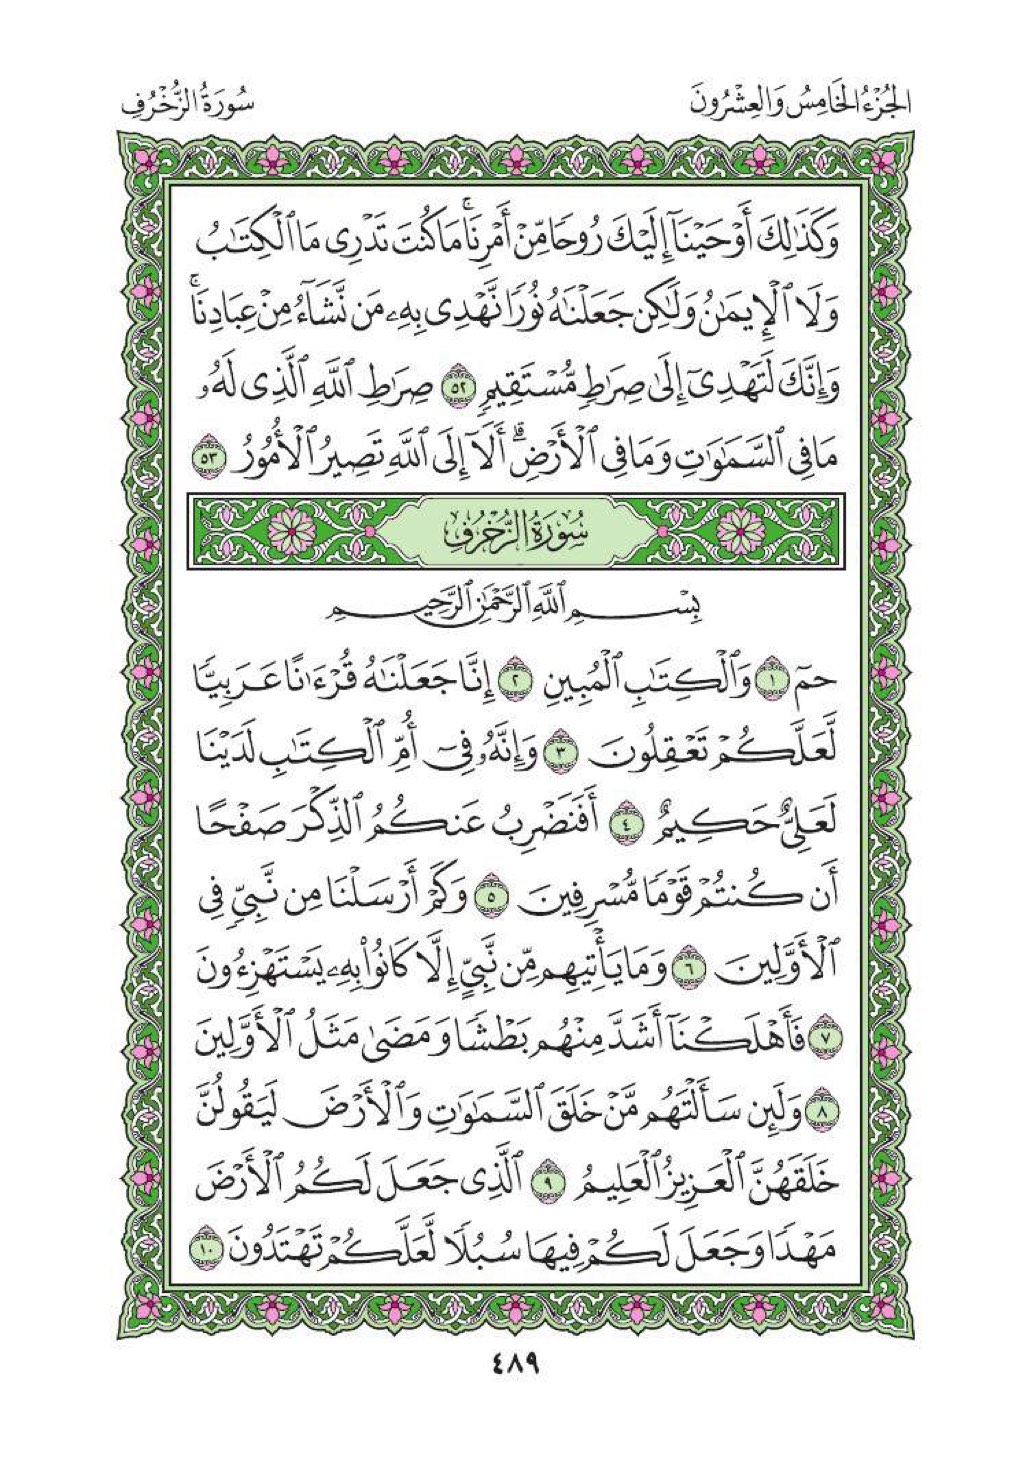 الجُزْءُ الخَامِسُ وَالعِشْرُونَ
سُورَةُ الزُّخْرُفِ
وَكَذَٰلِكَ أَوْحَيْنَآ إِلَيْكَ رُوحًا مِّنْ أَمْرِنَا ۚ مَا كُنتَ تَدْرِى مَا ٱلْكِتَٰبُ
وَلَا ٱلْإِيمَٰنُ وَلَٰكِن جَعَلْنَٰهُ نُورًا نَّهْدِى بِهِۦ مَن نَّشَآءُ مِنْ عِبَادِنَا ۚ
وَإِنَّكَ لَتَهْدِىٓ إِلَىٰ صِرَٰطٍ مُّسْتَقِيمٍ ٥٢ صِرَٰطِ ٱللَّهِ ٱلَّذِى لَهُۥ
مَا فِى ٱلسَّمَٰوَٰتِ وَمَا فِى ٱلْأَرْضِ ۗ أَلَآ إِلَى ٱللَّهِ تَصِيرُ ٱلْأُمُورُ ٥٣
سُورَةُ الزُّخْرُفِ
بِسْمِ ٱللَّهِ ٱلرَّحْمَٰنِ ٱلرَّحِيمِ
حمٓ ١ وَٱلْكِتَٰبِ ٱلْمُبِينِ ٢ إِنَّا جَعَلْنَٰهُ قُرْءَٰنًا عَرَبِيًّا
لَّعَلَّكُمْ تَعْقِلُونَ ٣ وَإِنَّهُۥ فِىٓ أُمِّ ٱلْكِتَٰبِ لَدَيْنَا
لَعَلِىٌّ حَكِيمٌ ٤ أَفَنَضْرِبُ عَنكُمُ ٱلذِّكْرَ صَفْحًا
أَن كُنتُمْ قَوْمًا مُّسْرِفِينَ ٥ وَكَمْ أَرْسَلْنَا مِن نَّبِىٍّ فِى
ٱلْأَوَّلِينَ ٦ وَمَا يَأْتِيهِم مِّن نَّبِىٍّ إِلَّا كَانُوا۟ بِهِۦ يَسْتَهْزِءُونَ
٧ فَأَهْلَكْنَآ أَشَدَّ مِنْهُم بَطْشًا وَمَضَىٰ مَثَلُ ٱلْأَوَّلِينَ
٨ وَلَئِن سَأَلْتَهُم مَّنْ خَلَقَ ٱلسَّمَٰوَٰتِ وَٱلْأَرْضَ لَيَقُولُنَّ
خَلَقَهُنَّ ٱلْعَزِيزُ ٱلْعَلِيمُ ٩ ٱلَّذِى جَعَلَ لَكُمُ ٱلْأَرْضَ
مَهْدًا وَجَعَلَ لَكُمْ فِيهَا سُبُلًا لَّعَلَّكُمْ تَهْتَدُونَ ١٠
٤٨٩